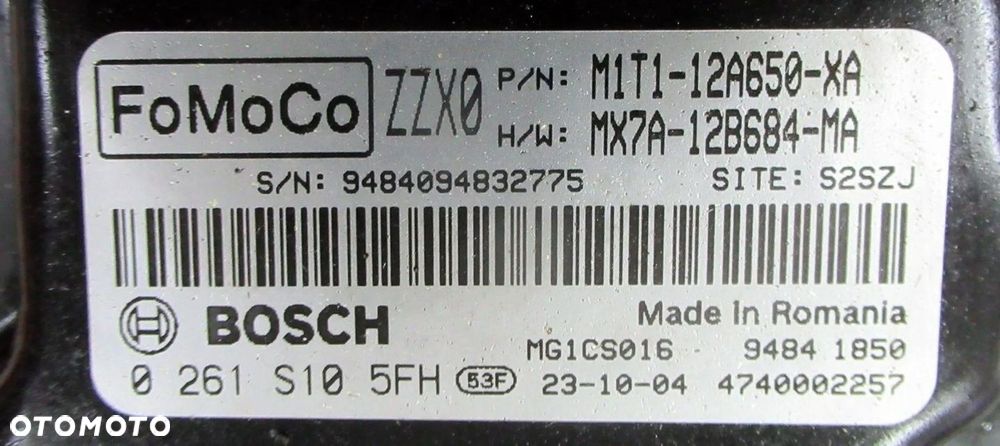 FoMoCo ZZX0 P/N: M1T1-12A650-XA
H/W: MX7A-12B684-MA
S/N: 9484094832775 SITE: S2SZJ
BOSCH Made in Romania
MG1CS016 9484 1850
0 261 S10 5FH 53F 23-10-04 4740002257
OTOMOTO